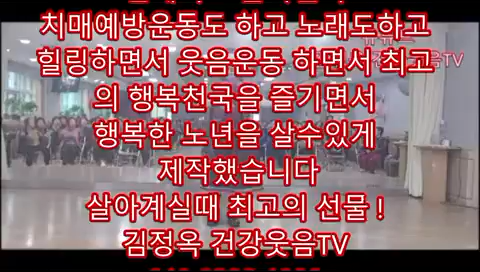 치매예방운동도 하고 노래도하고
힐링하면서 웃음운동 하면서 최고
의 행복천국을 즐기면서
행복한 노년을 살수있게
제작했습니다
살아계실때 최고의 선물 !
김정옥 건강웃음TV